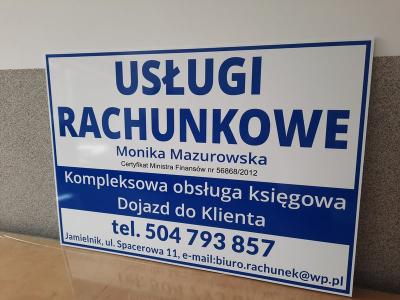 USŁUGI
RACHUNKOWE
Monika Mazurowska
Certyfikat Ministra Finansów nr 56868/2012
Kompleksowa obsługa księgowa
Dojazd do Klienta
tel. 504 793 857
Jamielnik, ul. Spacerowa 11, e-mail:biuro.rachunek@wp.pl